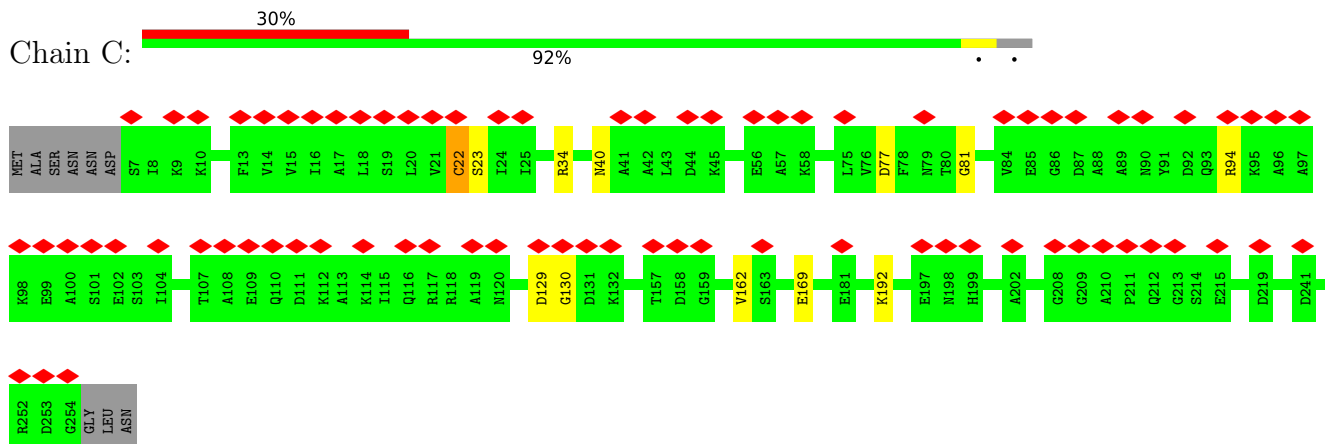 30%
Chain C:
92% • •
MET ALA SER ASN ASN ASP S7 I8 K9 K10 F13 V14 V15 I16 A17 L18 S19 L20 V21 C22 S23 I24 I25 R34 N40 A41 A42 L43 D44 K45 E56 A57 K58 L75 V76 D77 F78 N79 T80 G81 V84 E85 G86 D87 A88 A89 N90 Y91 D92 Q93 R94 K95 A96 A97
K98 E99 A100 S101 E102 S103 I104 T107 A108 E109 Q110 D111 K112 A113 K114 I115 Q116 R117 R118 A119 N120 D129 G130 D131 K132 T157 D158 G159 V162 S163 E169 E181 K192 E197 N198 H199 A202 G208 G209 A210 P211 Q212 G213 S214 E215 D219 D241
R252 D253 G254 GLY LEU ASN